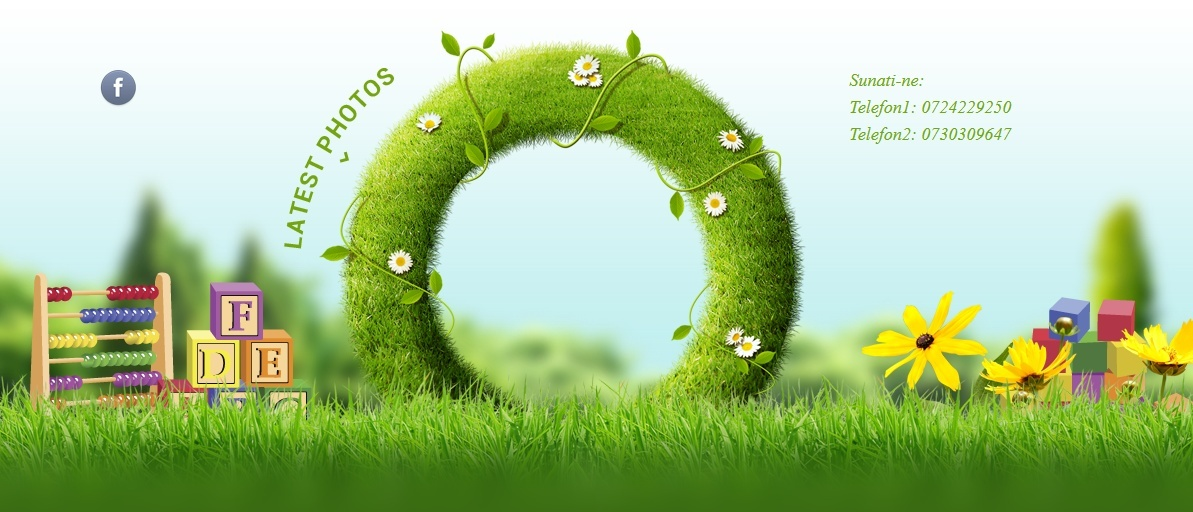 f
LATEST PHOTOS
Sunati-ne:
Telefon1: 0724229250
Telefon2: 0730309647
F
D E